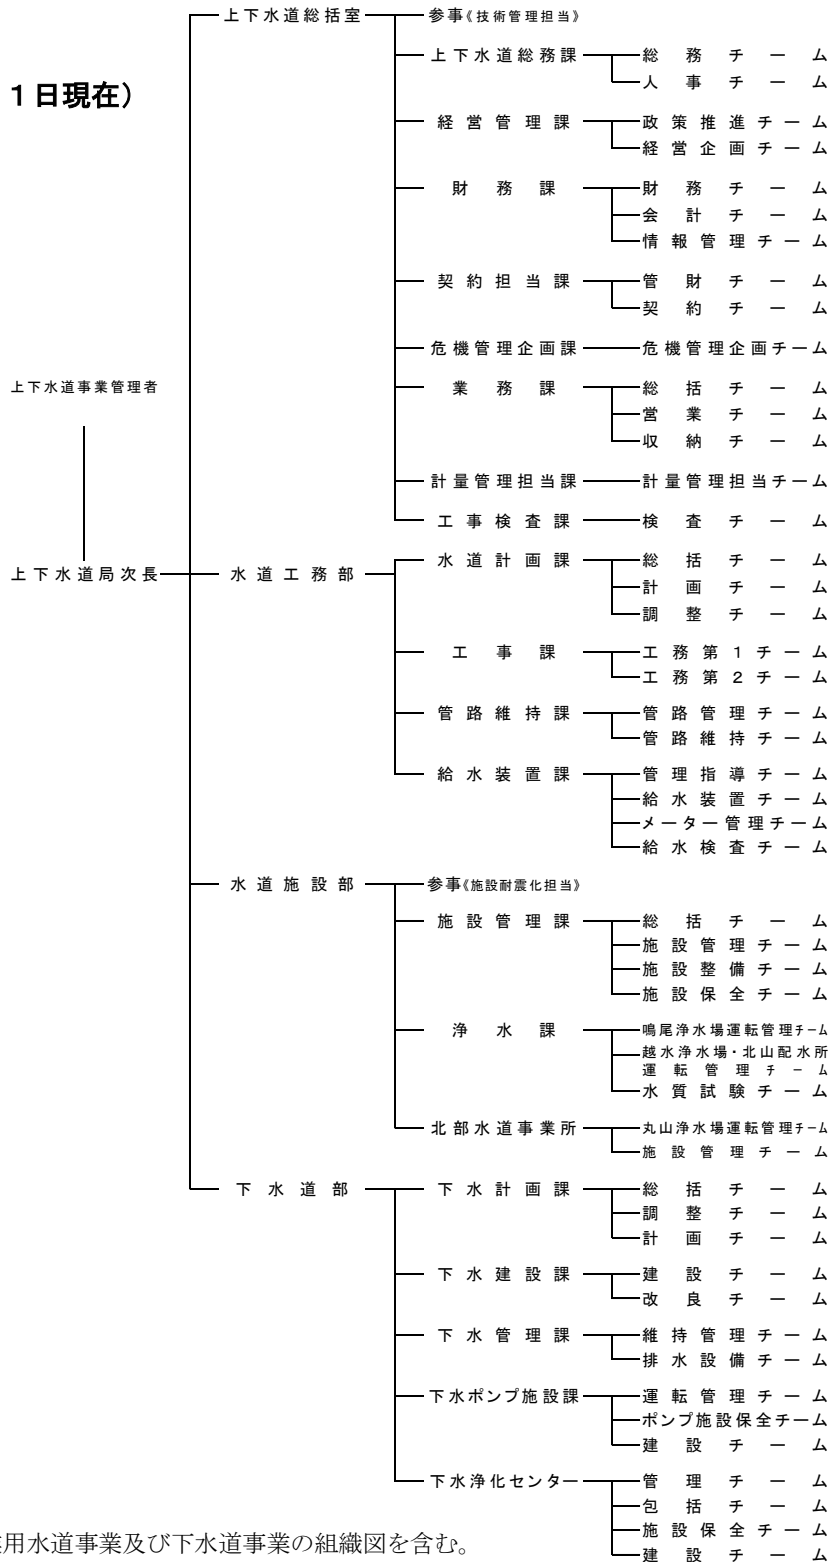 上下水道総括室 参事《技術管理担当》
上下水道総務課 総務チーム
1日現在）
人事チーム
経営管理課 政策推進チーム
経営企画チーム
財務課 財務チーム
会計チーム
情報管理チーム
契約担当課 管財チーム
契約チーム
危機管理企画課 危機管理企画チーム
上下水道事業管理者 業務課 総括チーム
営業チーム
収納チーム
計量管理担当課 計量管理担当チーム
工事検査課 検査チーム
上下水道局次長 水道工務部 水道計画課 総括チーム
計画チーム
調整チーム
工事課 工務第1チーム
工務第2チーム
管路維持課 管路管理チーム
管路維持チーム
給水装置課 管理指導チーム
給水装置チーム
メーター管理チーム
給水検査チーム
水道施設部 参事《施設耐震化担当》
施設管理課 総括チーム
施設管理チーム
施設整備チーム
施設保全チーム
浄水課 鳴尾浄水場運転管理チーム
越水浄水場・北山配水所
運転管理チーム
水質試験チーム
北部水道事業所 丸山浄水場運転管理チーム
施設管理チーム
下水道部 下水計画課 総括チーム
調整チーム
計画チーム
下水建設課 建設チーム
改良チーム
下水管理課 維持管理チーム
排水設備チーム
下水ポンプ施設課 運転管理チーム
ポンプ施設保全チーム
建設チーム
下水浄化センター 管理チーム
包括チーム
施設保全チーム
用水道事業及び下水道事業の組織図を含む。
建設チーム